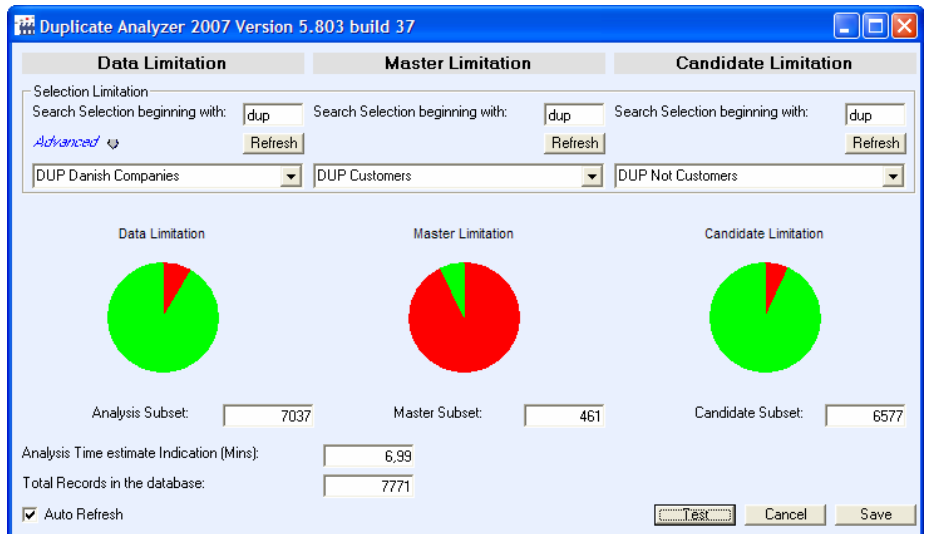 Duplicate Analyzer 2007 Version 5.803 build 37
Data Limitation Master Limitation Candidate Limitation
Selection Limitation
Search Selection beginning with: dup Search Selection beginning with: dup Search Selection beginning with: dup
Advanced Refresh Refresh Refresh
DUP Danish Companies DUP Customers DUP Not Customers
Data Limitation Master Limitation Candidate Limitation
Analysis Subset: 7037 Master Subset: 461 Candidate Subset: 6577
Analysis Time estimate Indication (Mins): 6,99
Total Records in the database: 7771
Auto Refresh Test Cancel Save